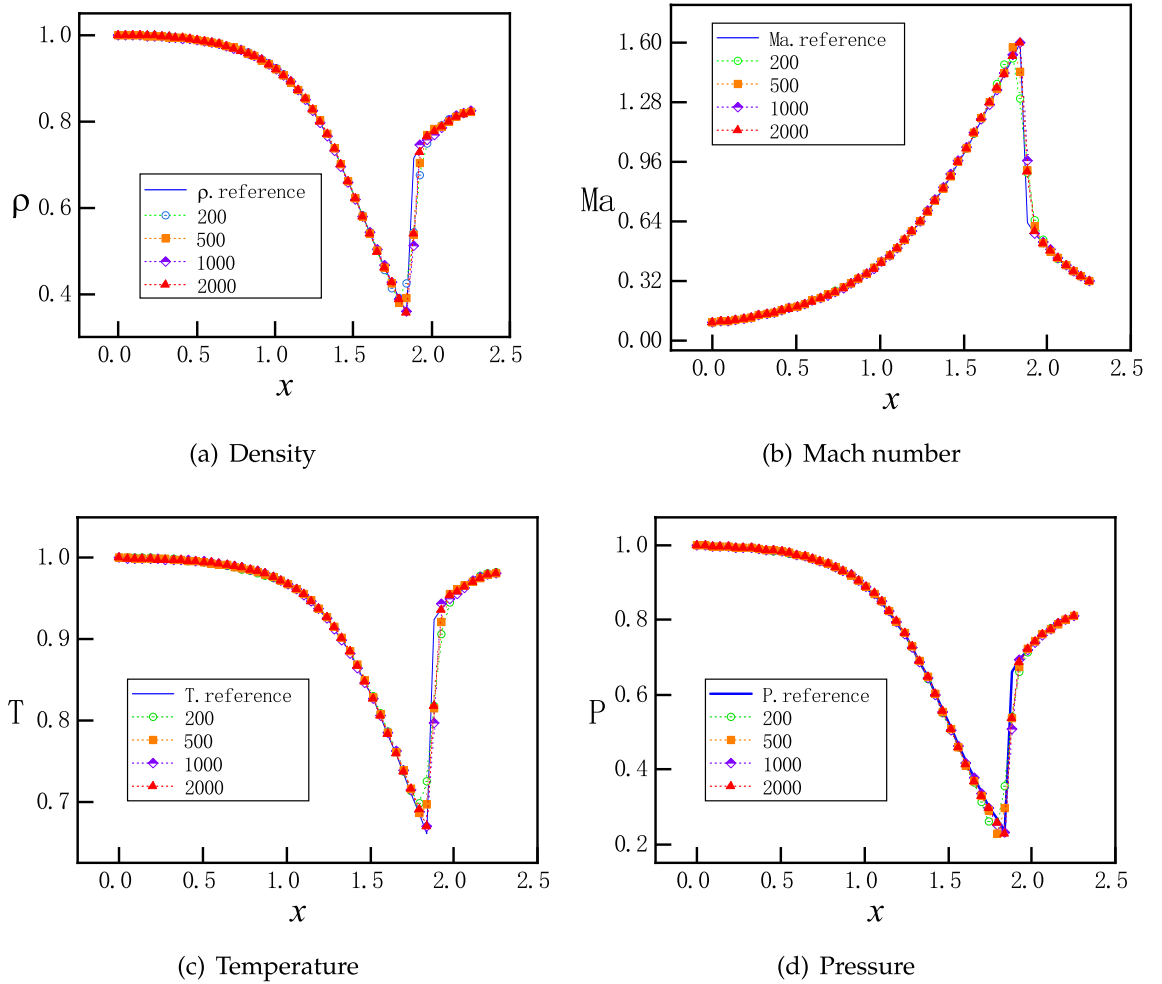 ρ
1.0
0.8
0.6
0.4
0.0 0.5 1.0 1.5 2.0 2.5
x
ρ. reference
200
500
1000
2000
(a) Density
Ma
1.60
1.28
0.96
0.64
0.32
0.00
0.0 0.5 1.0 1.5 2.0 2.5
x
Ma. reference
200
500
1000
2000
(b) Mach number
T
1.0
0.9
0.8
0.7
0.0 0.5 1.0 1.5 2.0 2.5
x
T. reference
200
500
1000
2000
(c) Temperature
P
1.0
0.8
0.6
0.4
0.2
0.0 0.5 1.0 1.5 2.0 2.5
x
P. reference
200
500
1000
2000
(d) Pressure